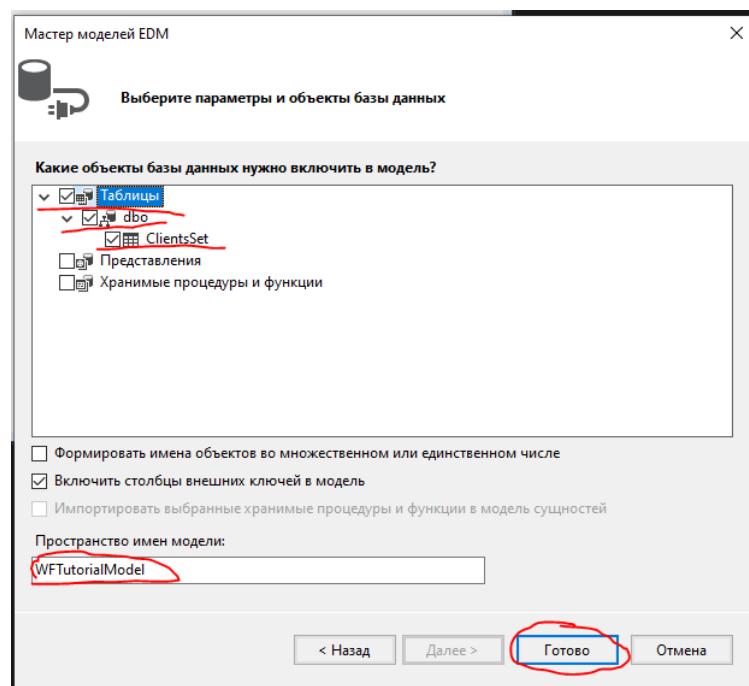 Мастер моделей EDM
Выберите параметры и объекты базы данных
Какие объекты базы данных нужно включить в модель?
Таблицы
dbo
ClientsSet
Представления
Хранимые процедуры и функции
Формировать имена объектов во множественном или единственном числе
Включить столбцы внешних ключей в модель
Импортировать выбранные хранимые процедуры и функции в модель сущностей
Пространство имен модели:
WFTutorialModel
< Назад Далее > Готово Отмена